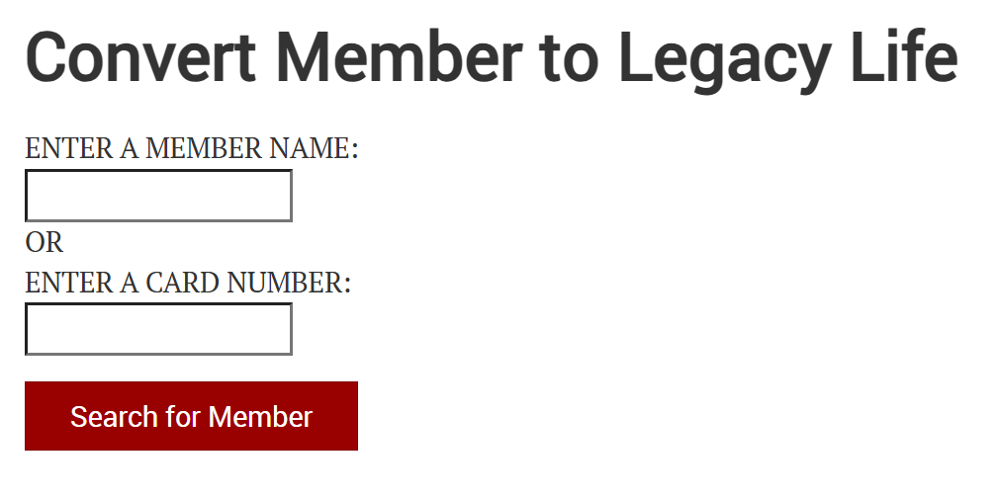 Convert Member to Legacy Life
ENTER A MEMBER NAME:
OR
ENTER A CARD NUMBER:
Search for Member